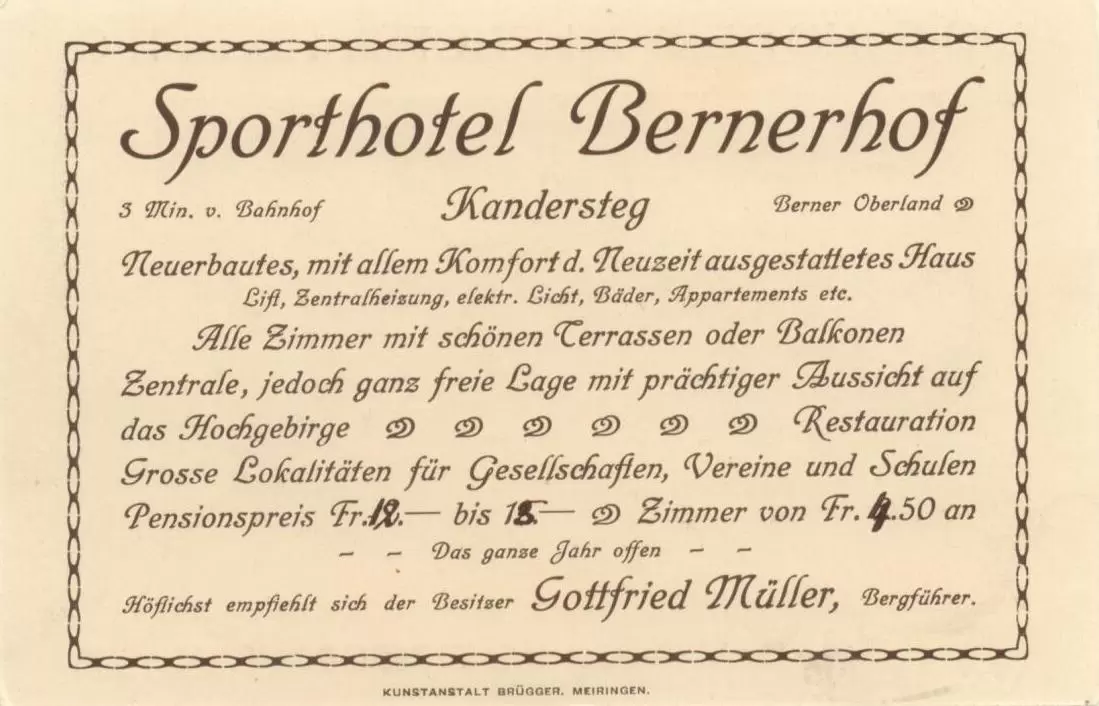 Sporthotel Bernerhof
3 Min. v. Bahnhof Kandersteg Berner Oberland
Neuerbautes, mit allem Komfort d. Neuzeit ausgestattetes Haus
Lift, Zentralheizung, elektr. Licht, Bäder, Appartements etc.
Alle Zimmer mit schönen Terrassen oder Balkonen
Zentrale, jedoch ganz freie Lage mit prächtiger Aussicht auf
das Hochgebirge Restauration
Grosse Lokalitäten für Gesellschaften, Vereine und Schulen
Pensionspreis Fr. 12.— bis 15.— Zimmer von Fr. 4.50 an
– – Das ganze Jahr offen – –
Höflichst empfiehlt sich der Besitzer Gottfried Müller, Bergführer.
KUNSTANSTALT BRÜGGER, MEIRINGEN.